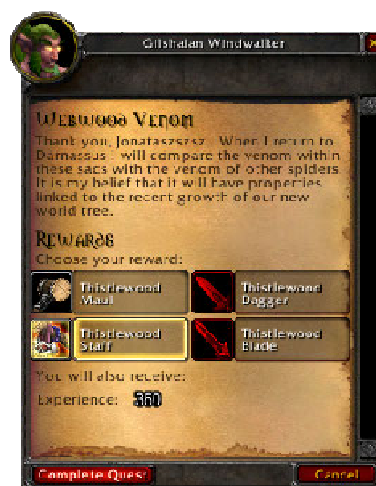 Gilshalan Windwalker
Webwood Venom
Thank you, Jonataszszsz. When I return to
Darnassus I will compare the venom within
these sacs with the venom of other spiders.
It is my belief that it will have properties
linked to the recent growth of our new
world tree.
Rewards
Choose your reward:
Thistlewood Maul
Thistlewood Dagger
Thistlewood Staff
Thistlewood Blade
You will also receive:
Experience: 360
Complete Quest
Cancel